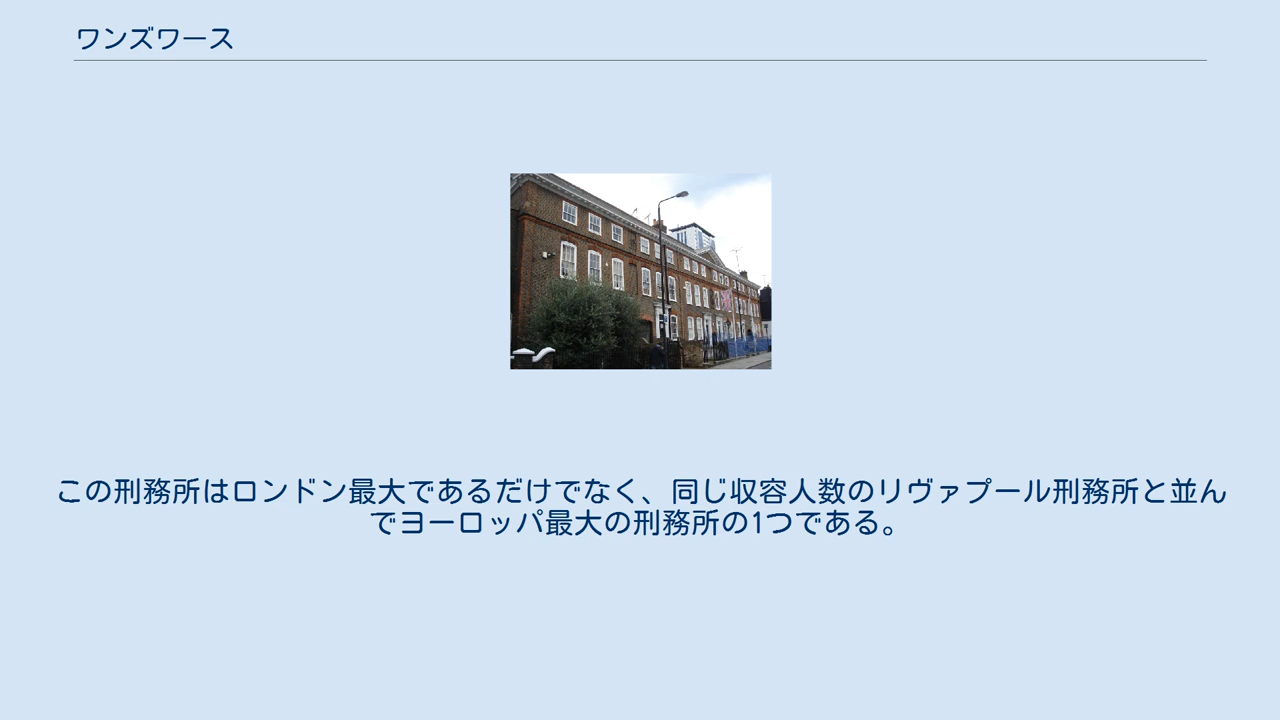 ワンズワース
この刑務所はロンドン最大であるだけでなく、同じ収容人数のリヴァプール刑務所と並ん
でヨーロッパ最大の刑務所の1つである。